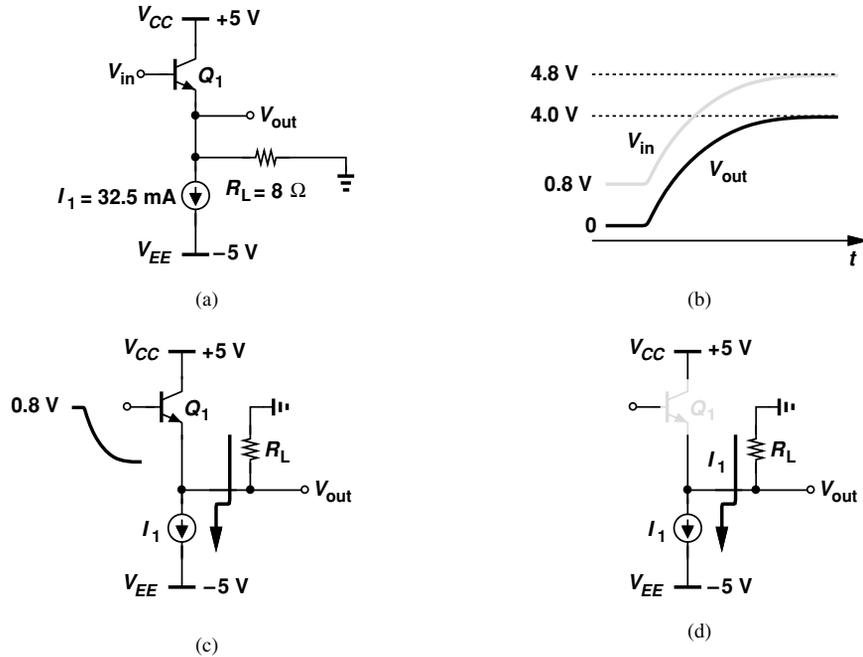 V_CC +5 V
V_in Q_1
V_out
I_1 = 32.5 mA R_L = 8 Ω
V_EE −5 V
(a)
4.8 V
4.0 V
V_in
V_out
0.8 V
0
t
(b)
V_CC +5 V
0.8 V Q_1
R_L
V_out
I_1
V_EE −5 V
(c)
V_CC +5 V
Q_1
I_1 R_L
V_out
I_1
V_EE −5 V
(d)